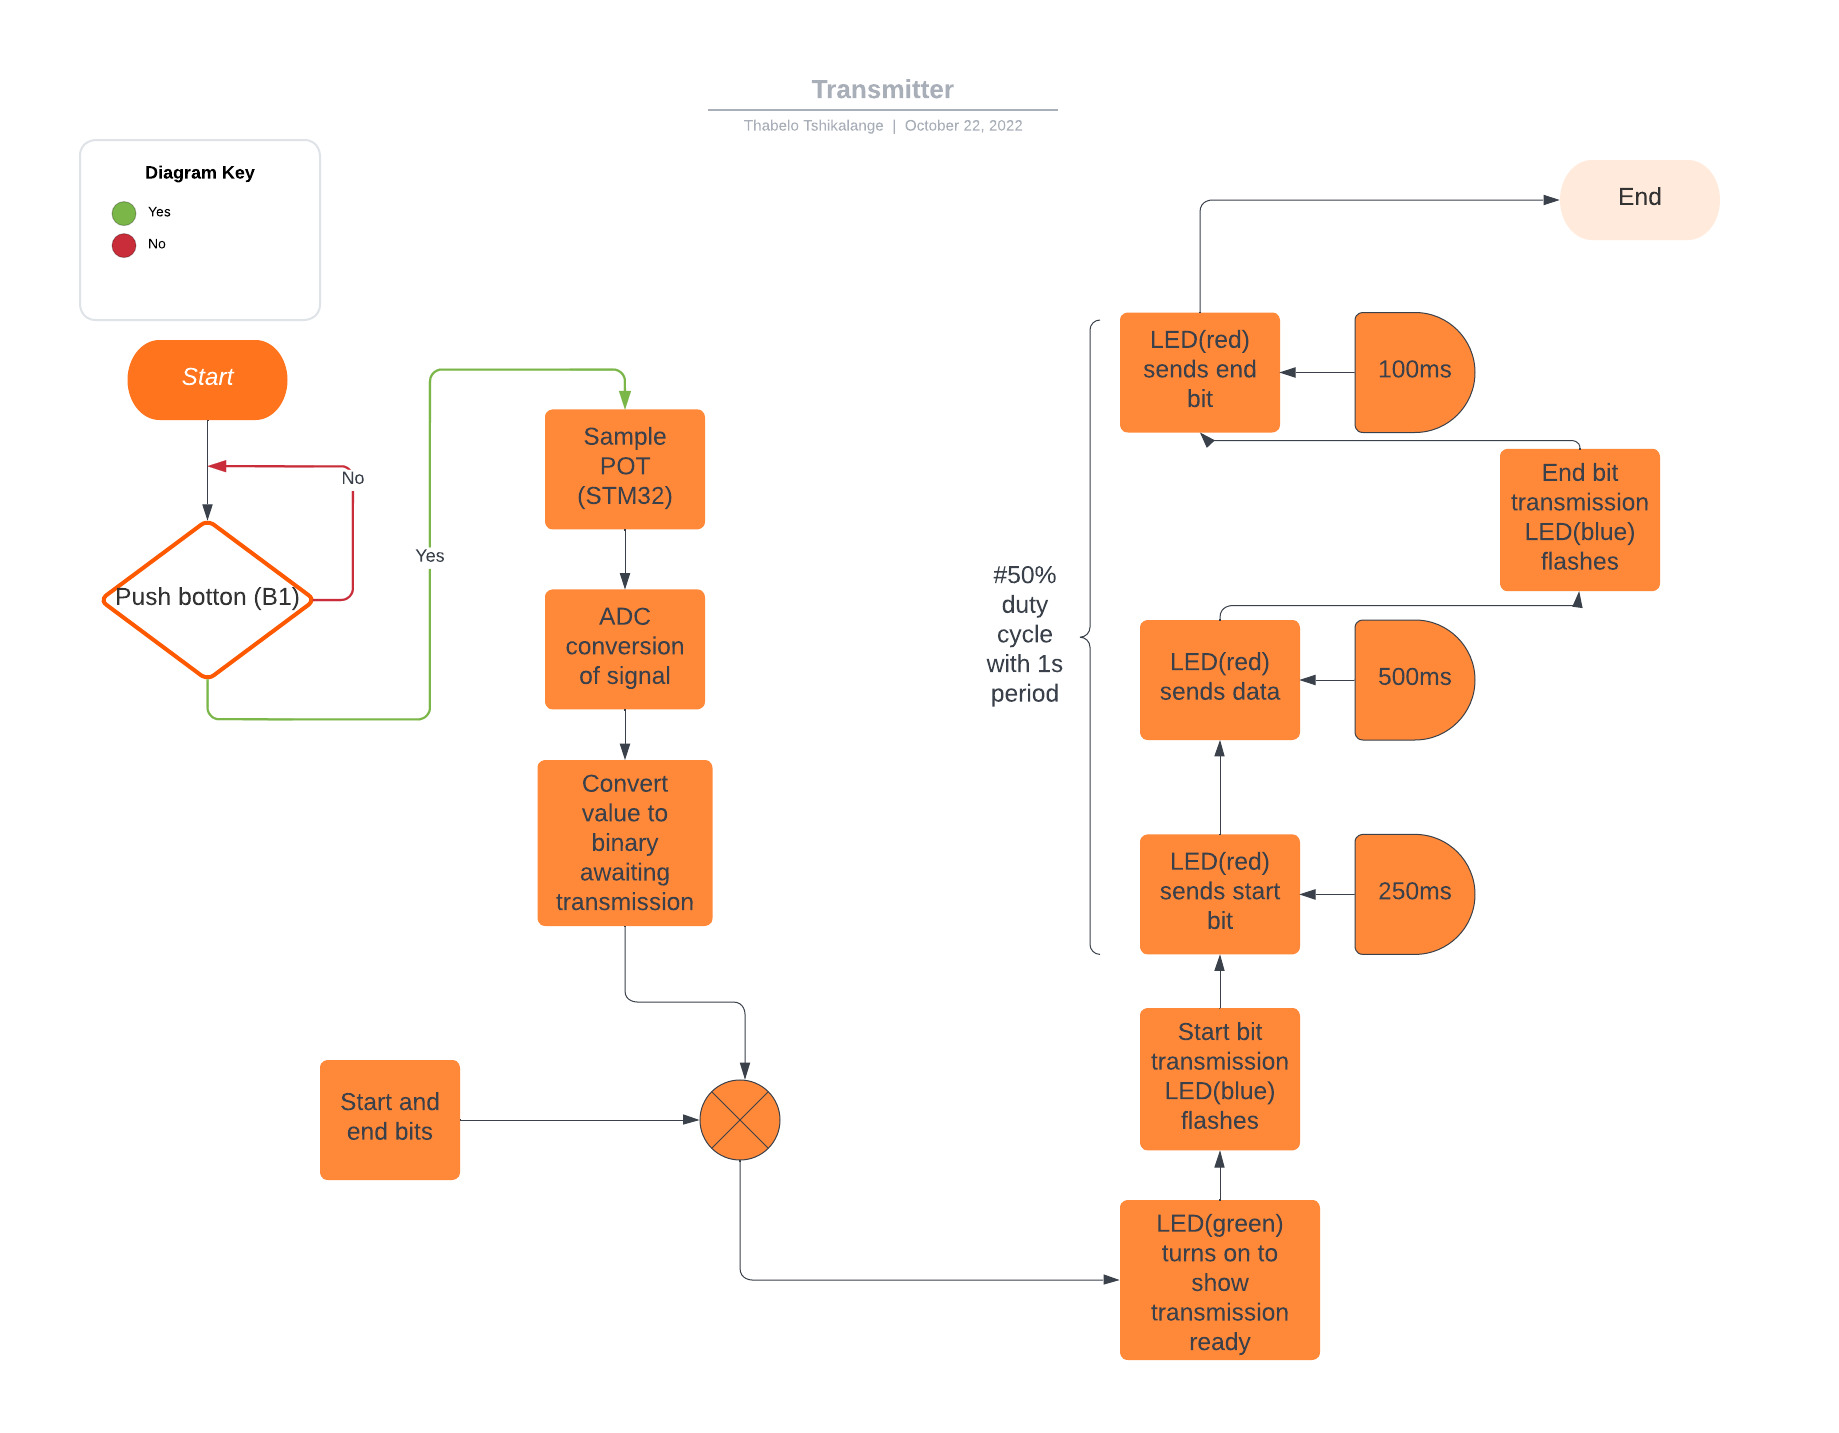 Transmitter
Thabelo Tshikalange | October 22, 2022
Diagram Key
Yes
No
Start
No
Push botton (B1)
Yes
Sample
POT
(STM32)
ADC
conversion
of signal
Convert
value to
binary
awaiting
transmission
Start and
end bits
LED(green)
turns on to
show
transmission
ready
Start bit
transmission
LED(blue)
flashes
LED(red)
sends start
bit
250ms
#50%
duty
cycle
with 1s
period
LED(red)
sends data
500ms
End bit
transmission
LED(blue)
flashes
LED(red)
sends end
bit
100ms
End